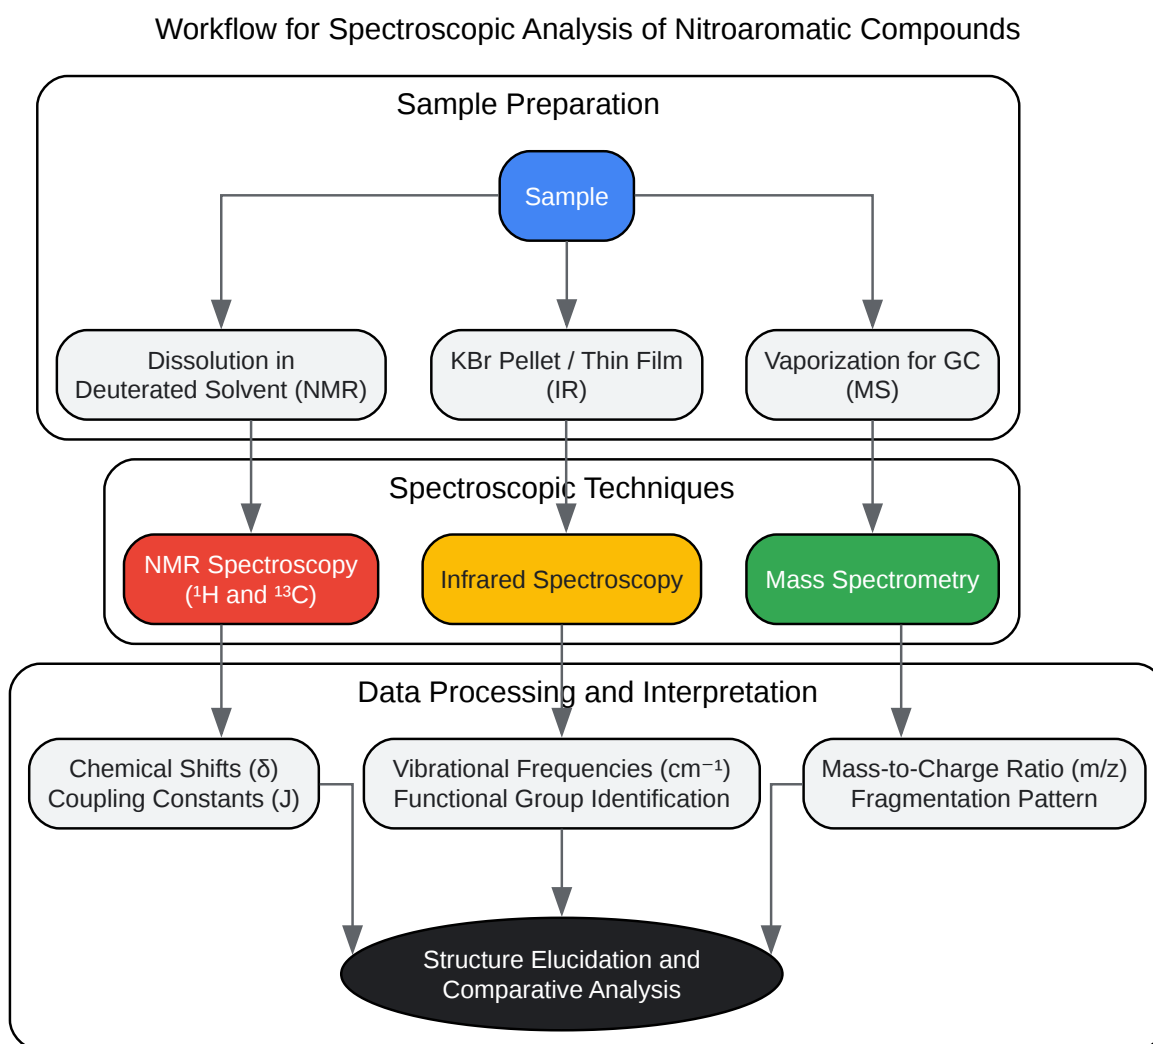 Workflow for Spectroscopic Analysis of Nitroaromatic Compounds
Sample Preparation
Sample
Dissolution in
Deuterated Solvent (NMR)
KBr Pellet / Thin Film
(IR)
Vaporization for GC
(MS)
Spectroscopic Techniques
NMR Spectroscopy
(¹H and ¹³C)
Infrared Spectroscopy
Mass Spectrometry
Data Processing and Interpretation
Chemical Shifts (δ)
Coupling Constants (J)
Vibrational Frequencies (cm⁻¹)
Functional Group Identification
Mass-to-Charge Ratio (m/z)
Fragmentation Pattern
Structure Elucidation and
Comparative Analysis